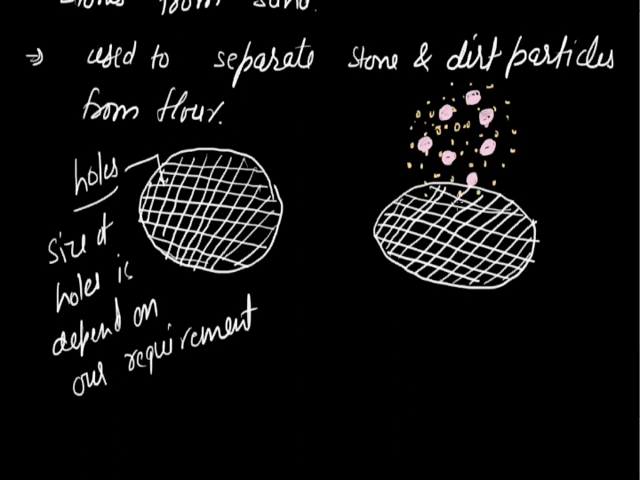 from sand.
⇒ used to separate stone & dirt particles
from flour.
holes
size of
holes is
depend on
our requirement